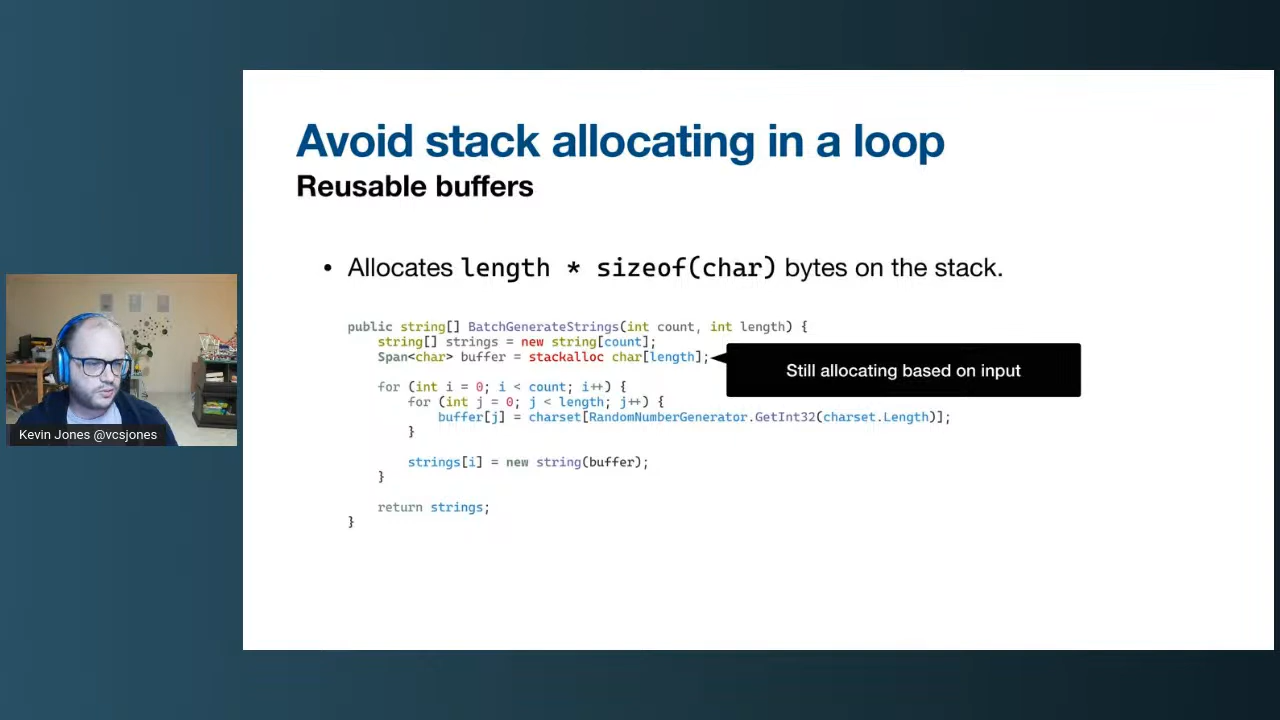 Avoid stack allocating in a loop
Reusable buffers
• Allocates length * sizeof(char) bytes on the stack.
public string[] BatchGenerateStrings(int count, int length) {
string[] strings = new string[count];
Span<char> buffer = stackalloc char[length];
Still allocating based on input
for (int i = 0; i < count; i++) {
for (int j = 0; j < length; j++) {
buffer[j] = charset[RandomNumberGenerator.GetInt32(charset.Length)];
}
strings[i] = new string(buffer);
}
return strings;
}
Kevin Jones @vcsjones